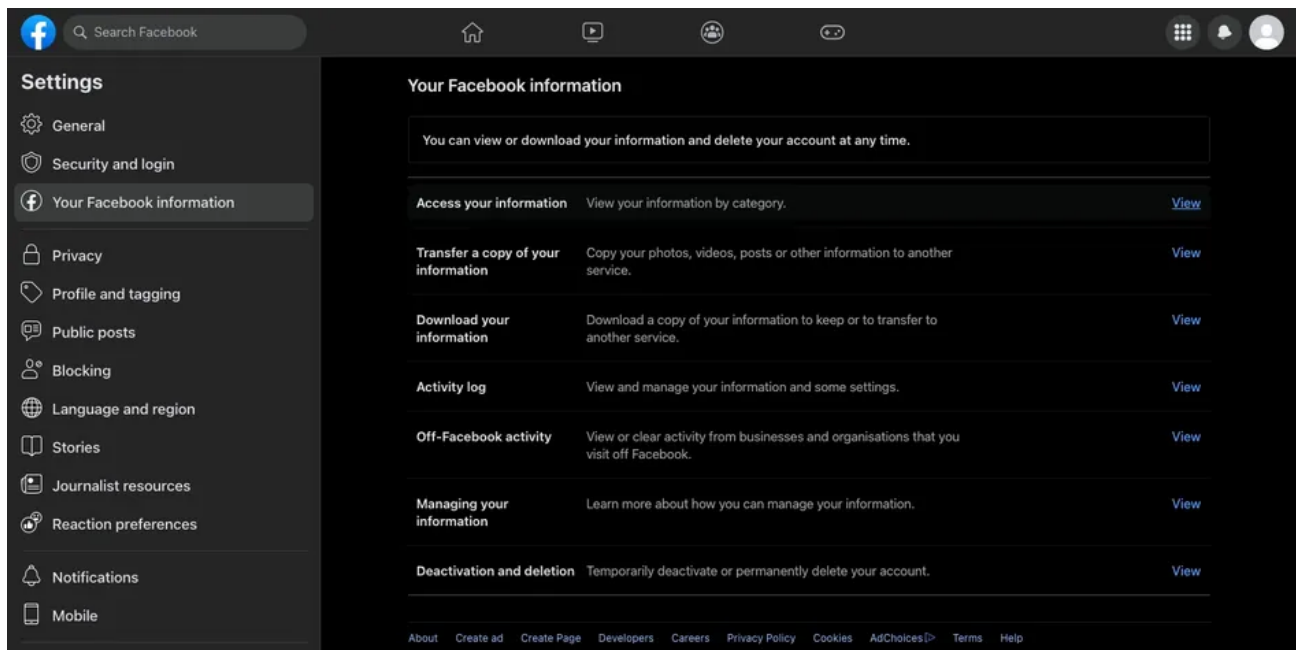 Search Facebook
Settings
General
Security and login
Your Facebook information
Privacy
Profile and tagging
Public posts
Blocking
Language and region
Stories
Journalist resources
Reaction preferences
Notifications
Mobile
Your Facebook information
You can view or download your information and delete your account at any time.
Access your information View your information by category. View
Transfer a copy of your
information
Copy your photos, videos, posts or other information to another
service.
View
Download your
information
Download a copy of your information to keep or to transfer to
another service.
View
Activity log View and manage your information and some settings. View
Off-Facebook activity
View or clear activity from businesses and organisations that you
visit off Facebook.
View
Managing your
information
Learn more about how you can manage your information.
View
Deactivation and deletion Temporarily deactivate or permanently delete your account. View
About Create ad Create Page Developers Careers Privacy Policy Cookies AdChoices Terms Help